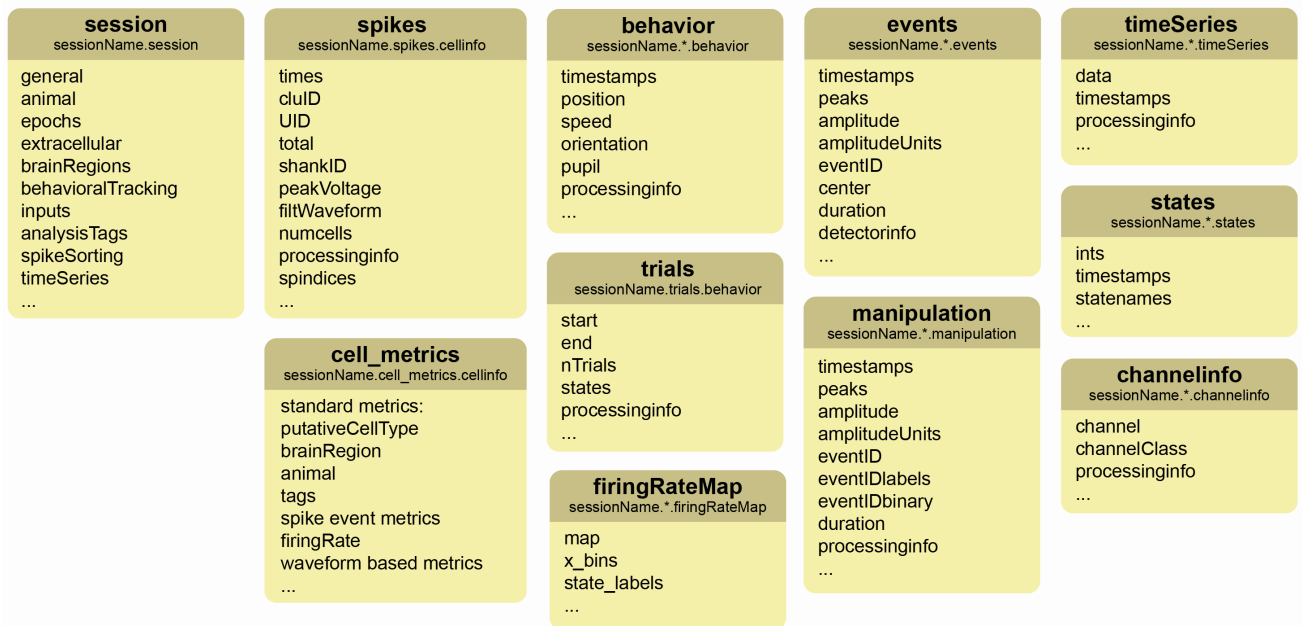 session
sessionName.session
general
animal
epochs
extracellular
brainRegions
behavioralTracking
inputs
analysisTags
spikeSorting
timeSeries
...
spikes
sessionName.spikes.cellinfo
times
cluID
UID
total
shankID
peakVoltage
filtWaveform
numcells
processinginfo
spindices
...
cell_metrics
sessionName.cell_metrics.cellinfo
standard metrics:
putativeCellType
brainRegion
animal
tags
spike event metrics
firingRate
waveform based metrics
...
behavior
sessionName.*.behavior
timestamps
position
speed
orientation
pupil
processinginfo
...
trials
sessionName.trials.behavior
start
end
nTrials
states
processinginfo
...
firingRateMap
sessionName.*.firingRateMap
map
x_bins
state_labels
...
events
sessionName.*.events
timestamps
peaks
amplitude
amplitudeUnits
eventID
center
duration
detectorinfo
...
manipulation
sessionName.*.manipulation
timestamps
peaks
amplitude
amplitudeUnits
eventID
eventIDlabels
eventIDbinary
duration
processinginfo
...
timeSeries
sessionName.*.timeSeries
data
timestamps
processinginfo
...
states
sessionName.*.states
ints
timestamps
statenames
...
channelinfo
sessionName.*.channelinfo
channel
channelClass
processinginfo
...